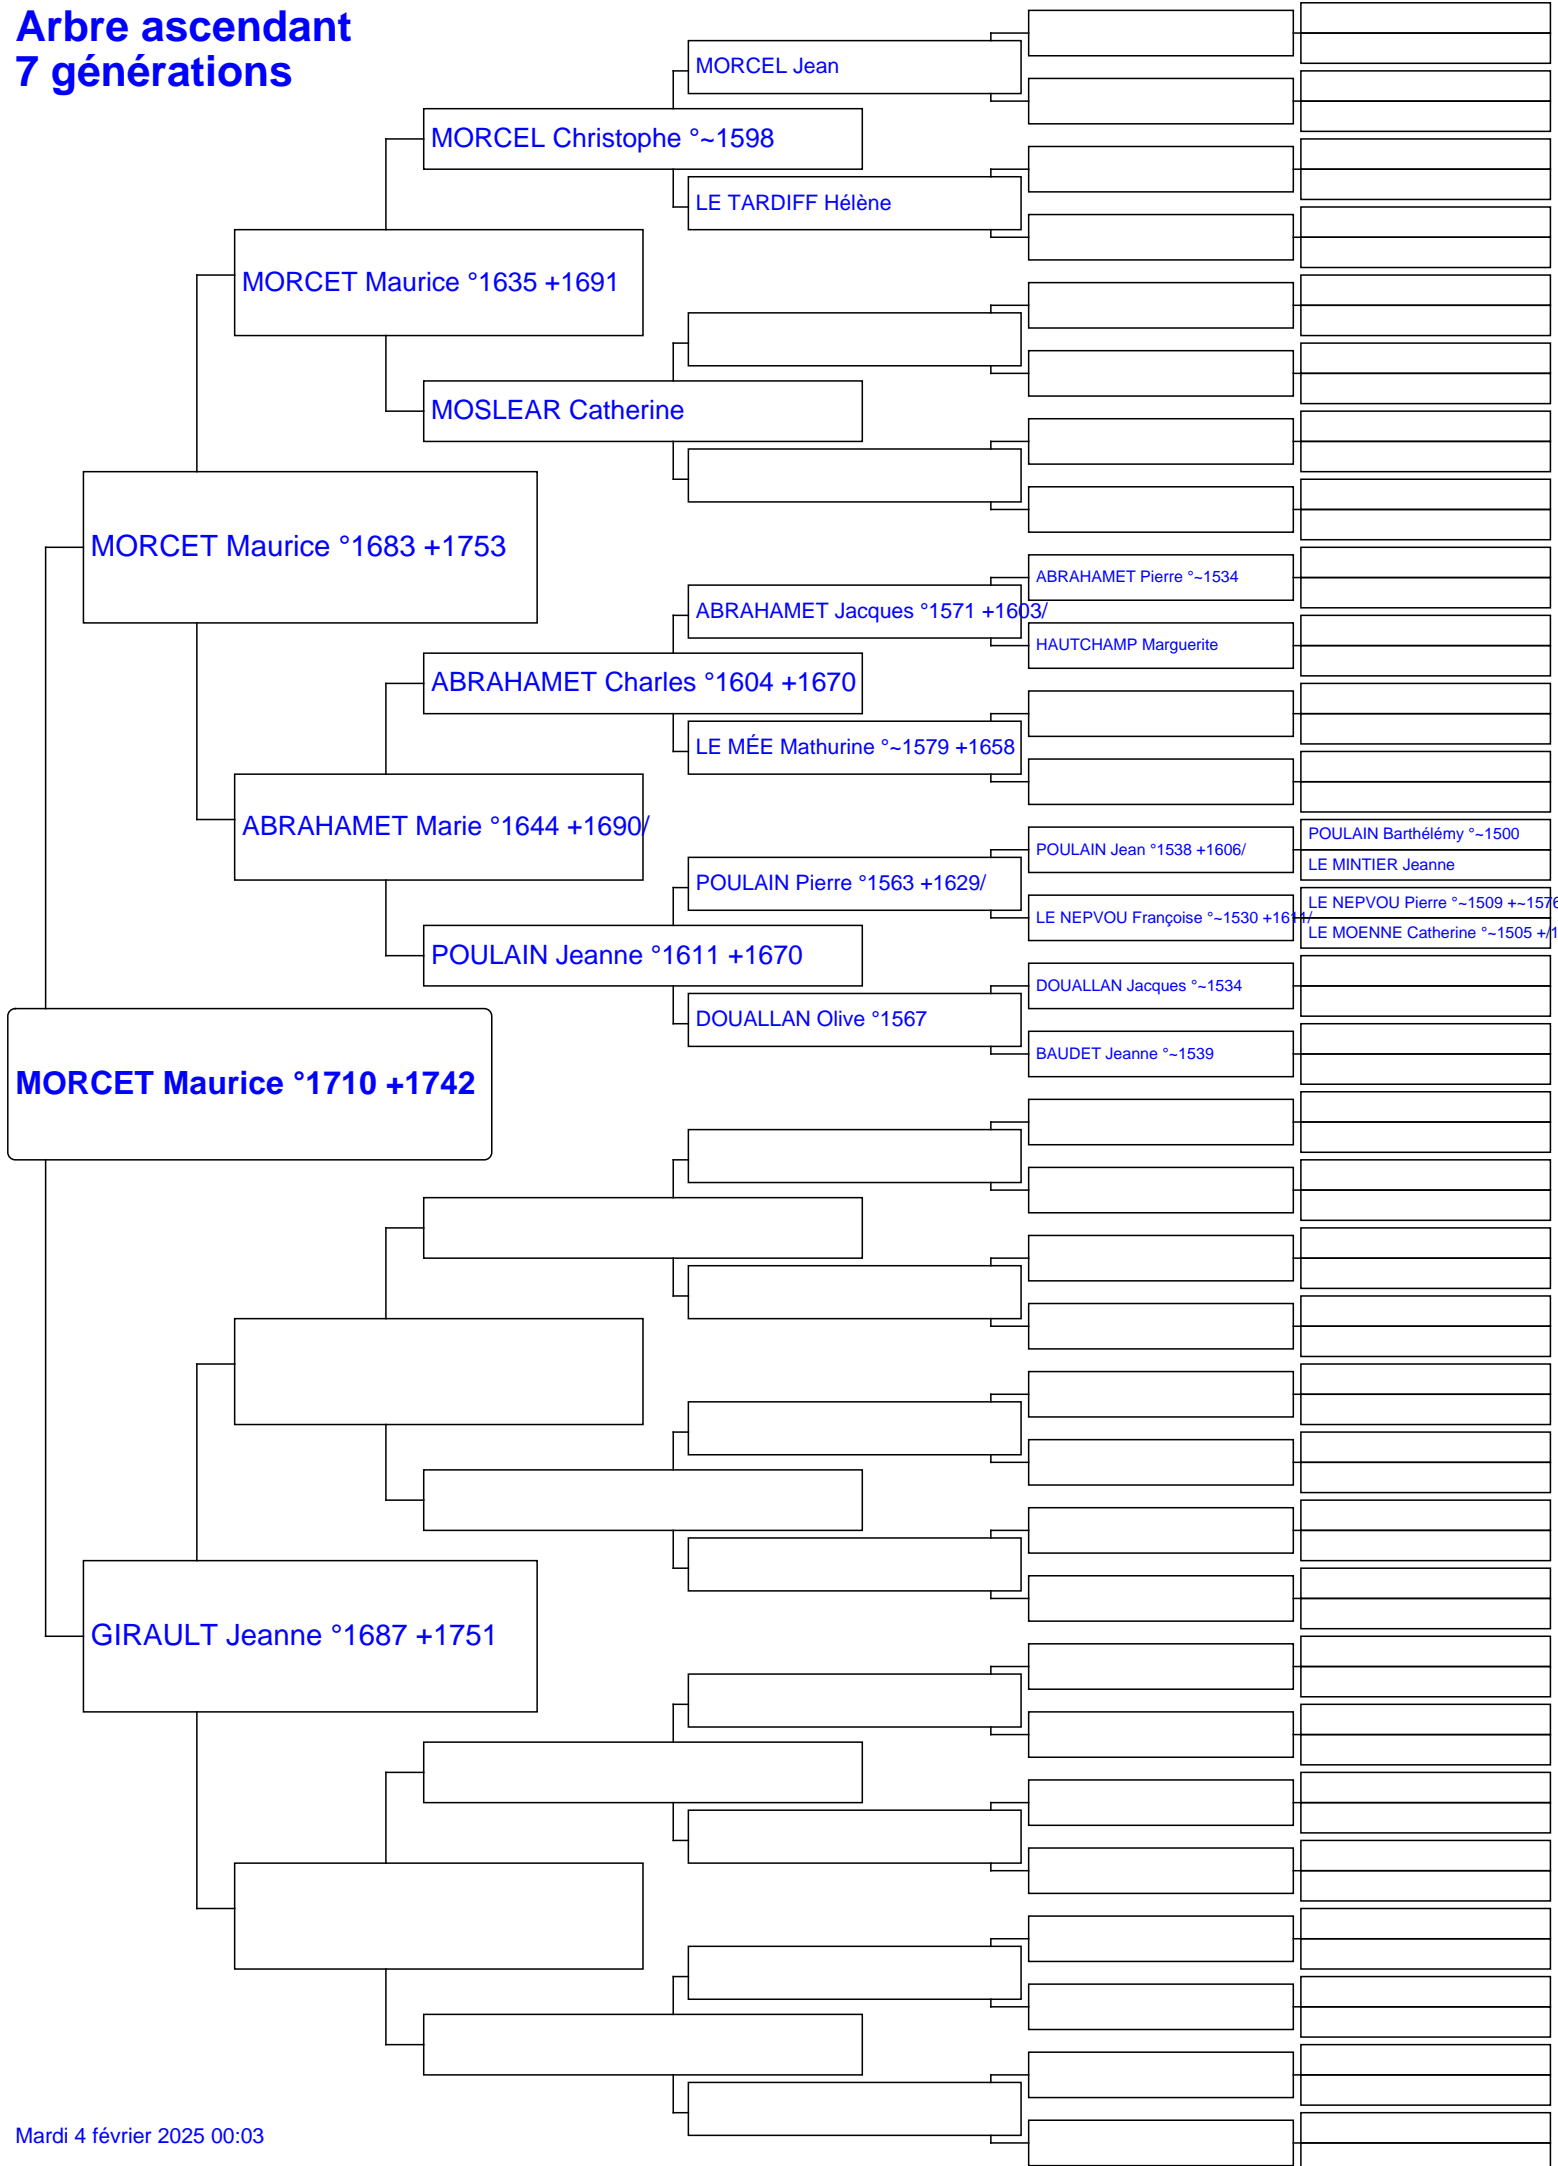 Arbre ascendant
7 générations
MORCEL Jean
MORCEL Christophe °~1598
LE TARDIFF Hélène
MORCET Maurice °1635 +1691
MOSLEAR Catherine
MORCET Maurice °1683 +1753
ABRAHAMET Pierre °~1534
ABRAHAMET Jacques °1571 +1603/
HAUTCHAMP Marguerite
ABRAHAMET Charles °1604 +1670
LE MÉE Mathurine °~1579 +1658
ABRAHAMET Marie °1644 +1690/
POULAIN Barthélémy °~1500
POULAIN Jean °1538 +1606/
LE MINTIER Jeanne
POULAIN Pierre °1563 +1629/
LE NEPVOU Pierre °~1509 +~1576
LE NEPVOU Françoise °~1530 +1611/
LE MOENNE Catherine °~1505 +/1
POULAIN Jeanne °1611 +1670
DOUALLAN Jacques °~1534
DOUALLAN Olive °1567
BAUDET Jeanne °~1539
MORCET Maurice °1710 +1742
GIRAULT Jeanne °1687 +1751
Mardi 4 février 2025 00:03